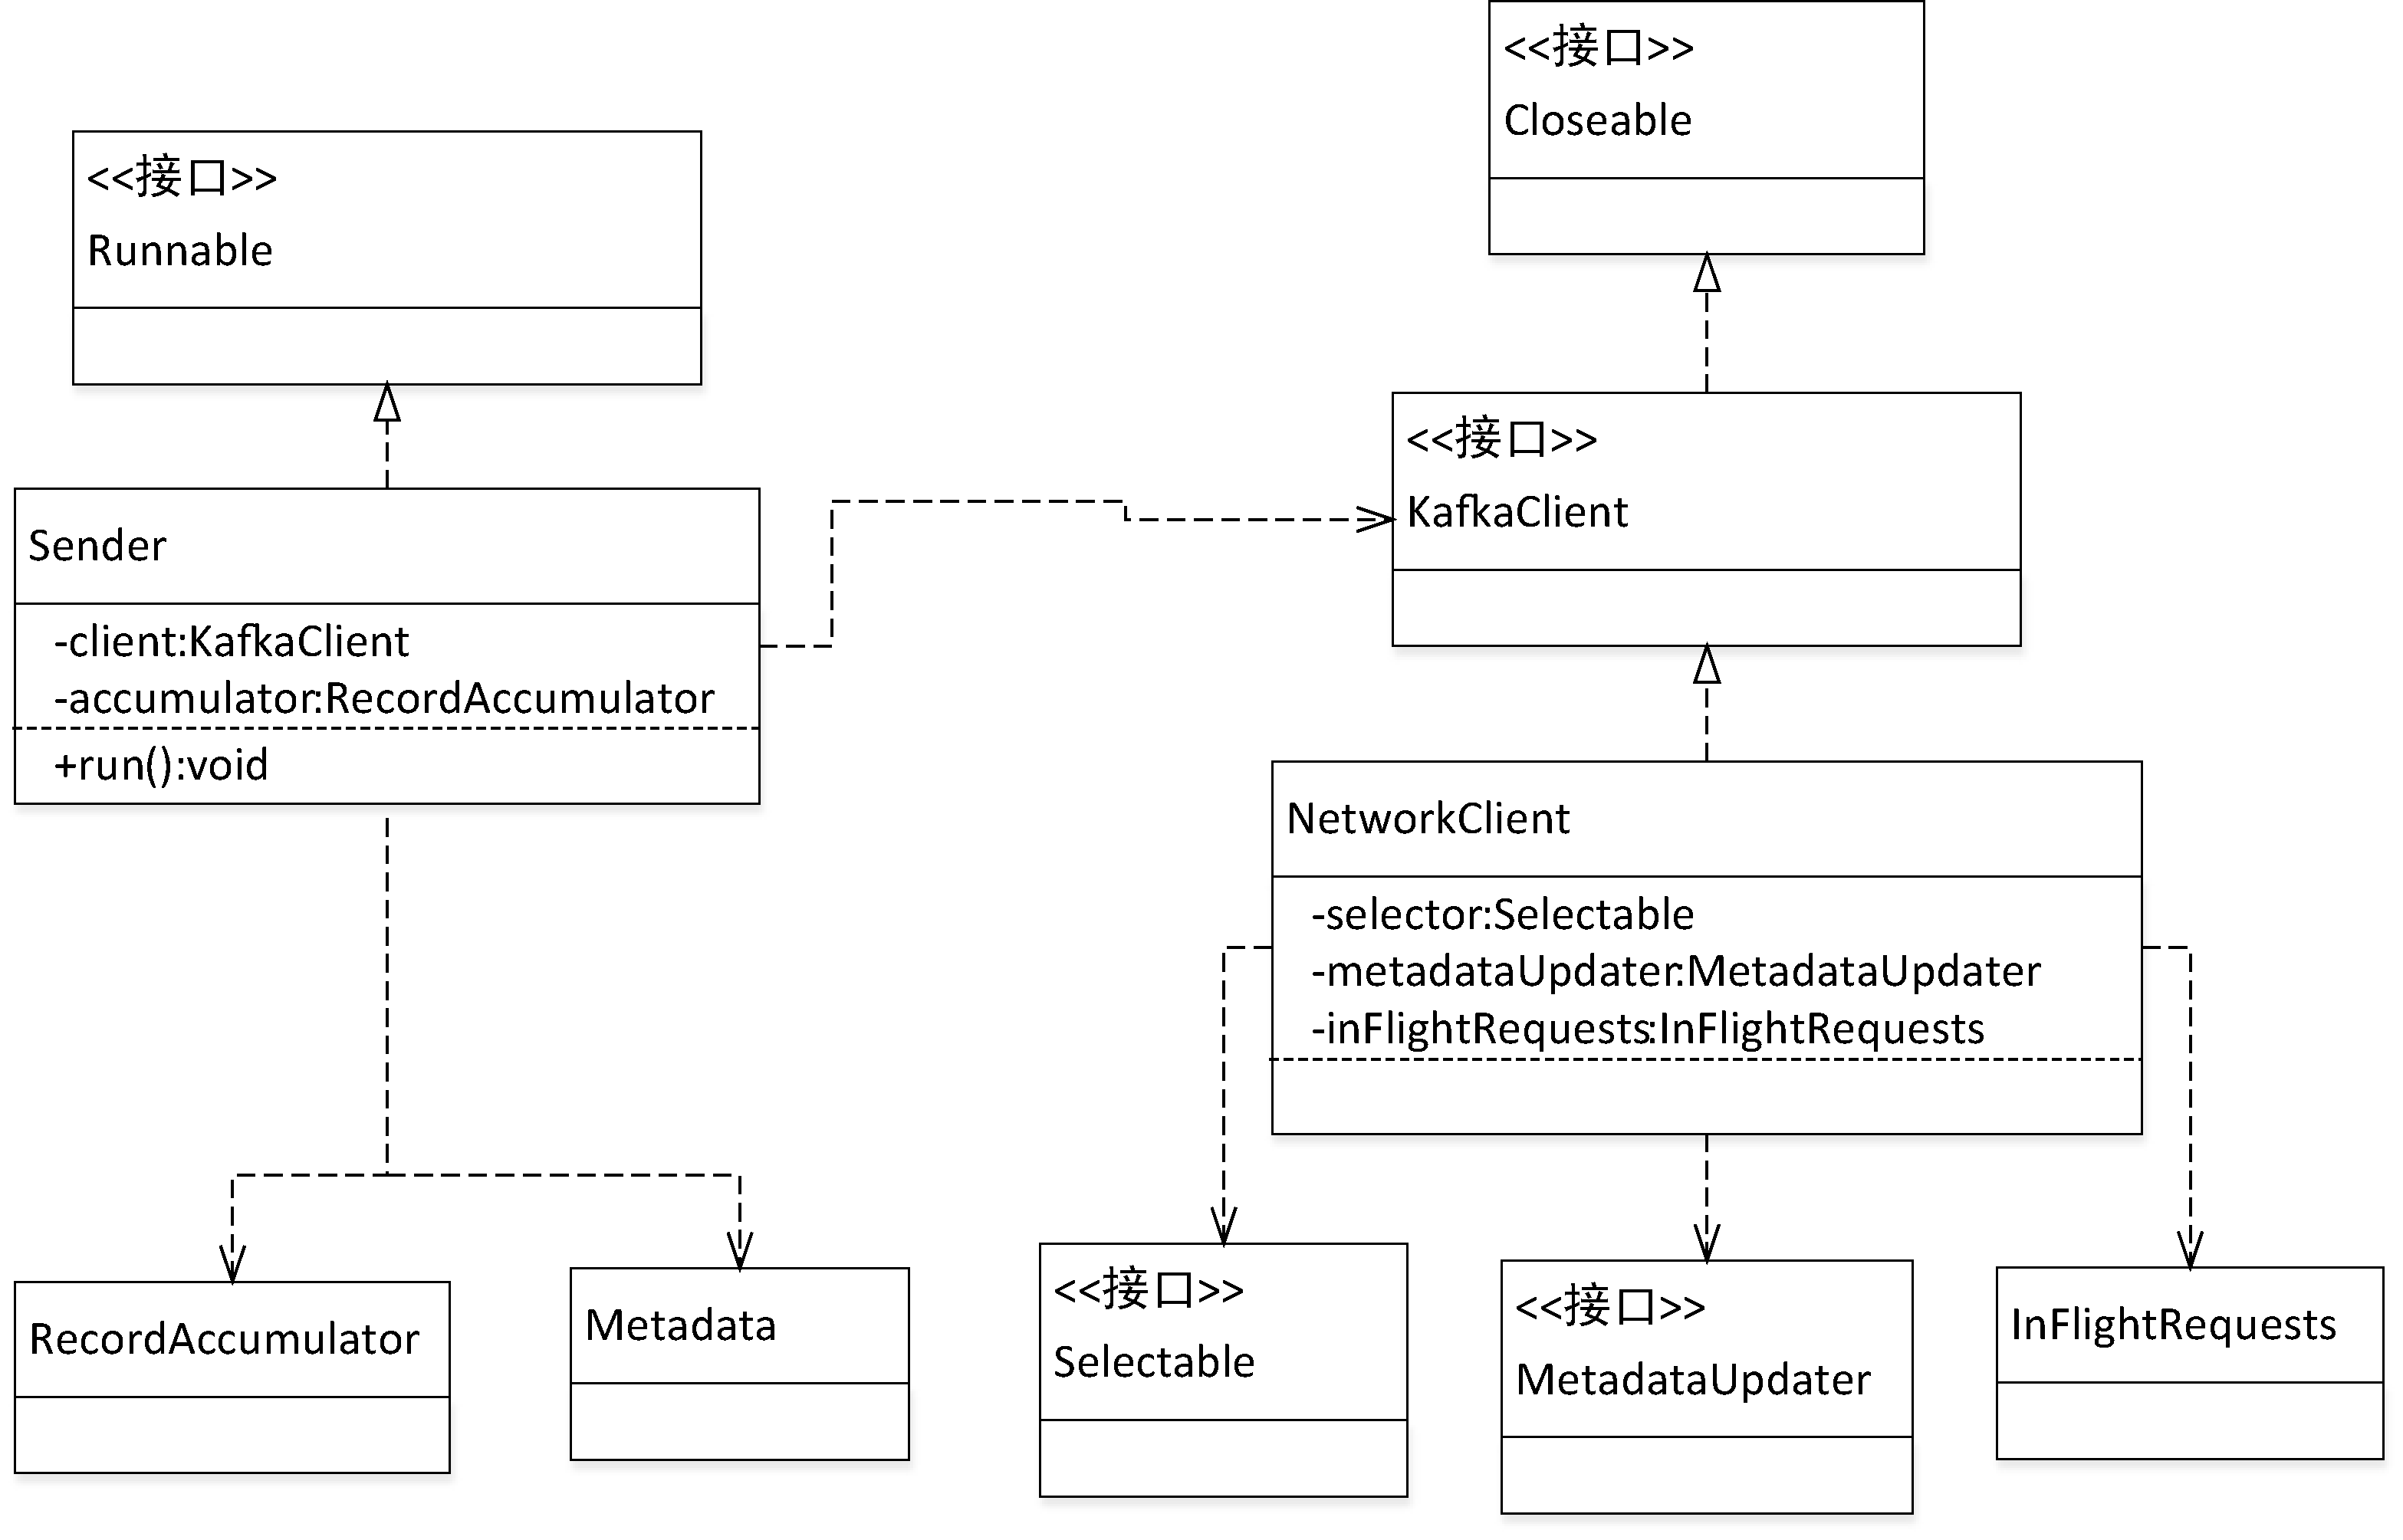 <<接口>>
Runnable
Sender
-client:KafkaClient
-accumulator:RecordAccumulator
+run():void
RecordAccumulator
Metadata
<<接口>>
Closeable
<<接口>>
KafkaClient
NetworkClient
-selector:Selectable
-metadataUpdater:MetadataUpdater
-inFlightRequests:InFlightRequests
<<接口>>
Selectable
<<接口>>
MetadataUpdater
InFlightRequests